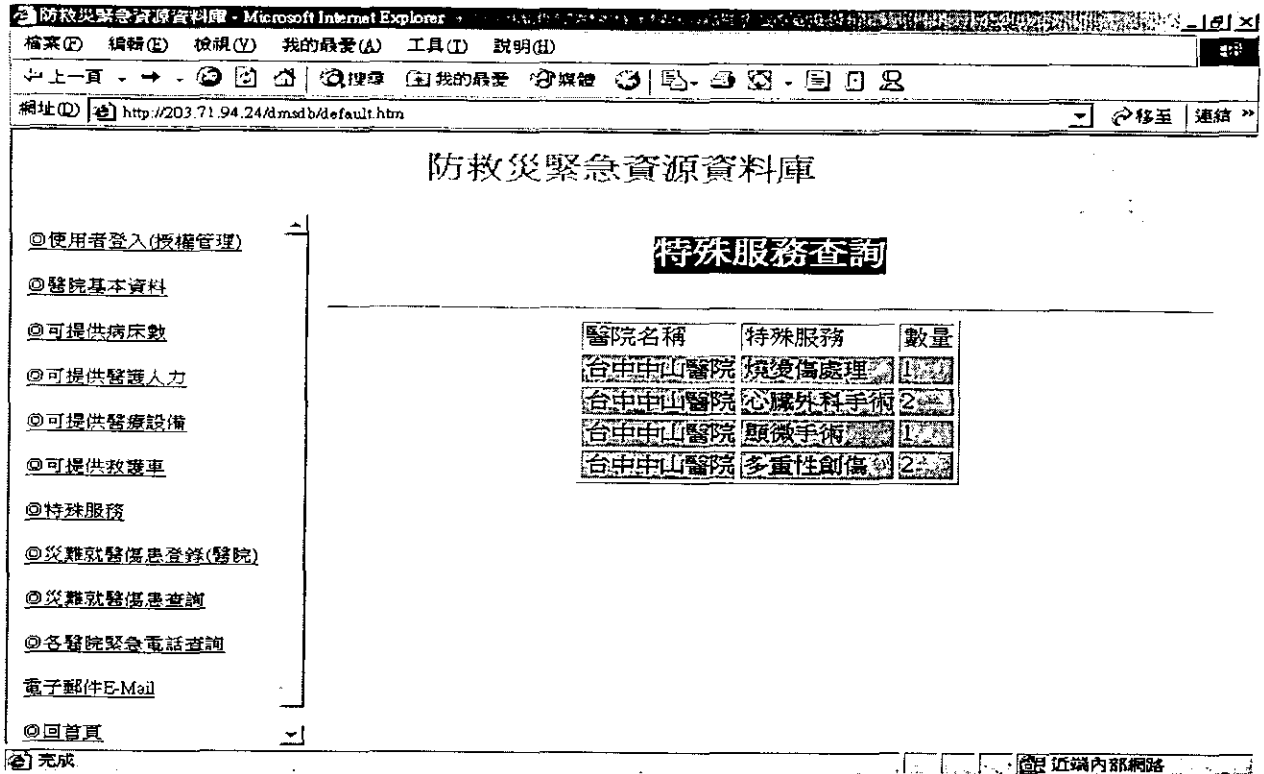 防救災緊急資源資料庫 - Microsoft Internet Explorer
檔案(F) 編輯(E) 檢視(V) 我的最愛(A) 工具(T) 說明(H)
上一頁 搜尋 我的最愛 媒體
網址(D) http://203.71.94.24/dmsdb/default.htm 移至 連結 »
防救災緊急資源資料庫
◎使用者登入(授權管理)
◎醫院基本資料
◎可提供病床數
◎可提供醫護人力
◎可提供醫療設備
◎可提供救護車
◎特殊服務
◎災難就醫傷患登錄(醫院)
◎災難就醫傷患查詢
◎各醫院緊急電話查詢
電子郵件E-Mail
◎回首頁
特殊服務查詢
醫院名稱 特殊服務 數量
台中中山醫院 燒燙傷處理 1
台中中山醫院 心臟外科手術 2
台中中山醫院 顯微手術 1
台中中山醫院 多重性創傷 2
完成 近端內部網路